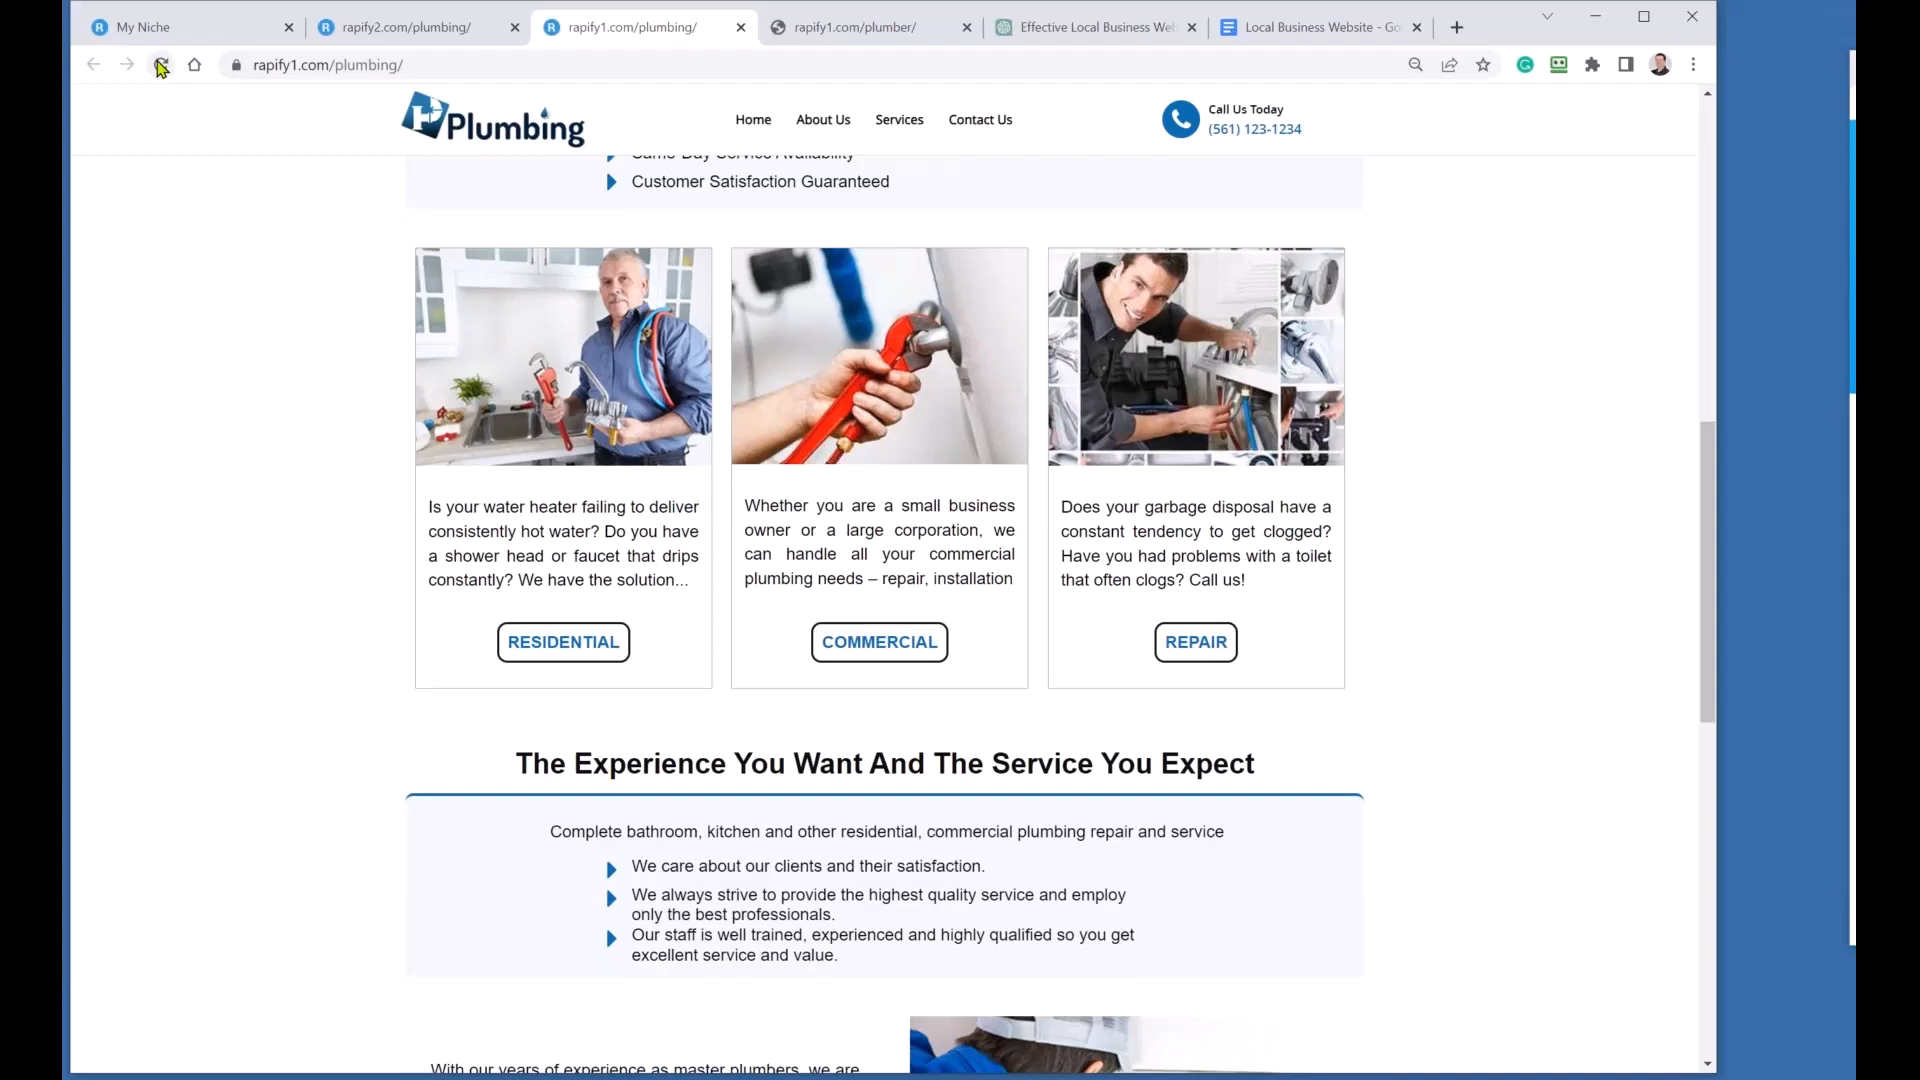 My Niche
rapify2.com/plumbing/
rapify1.com/plumbing/
rapify1.com/plumber/
Effective Local Business Web
Local Business Website - Go
rapify1.com/plumbing/
Plumbing
Home
About Us
Services
Contact Us
Call Us Today
(561) 123-1234
Same Day Service Availability
Customer Satisfaction Guaranteed
Is your water heater failing to deliver
consistently hot water? Do you have
a shower head or faucet that drips
constantly? We have the solution...
RESIDENTIAL
Whether you are a small business
owner or a large corporation, we
can handle all your commercial
plumbing needs – repair, installation
COMMERCIAL
Does your garbage disposal have a
constant tendency to get clogged?
Have you had problems with a toilet
that often clogs? Call us!
REPAIR
The Experience You Want And The Service You Expect
Complete bathroom, kitchen and other residential, commercial plumbing repair and service
We care about our clients and their satisfaction.
We always strive to provide the highest quality service and employ
only the best professionals.
Our staff is well trained, experienced and highly qualified so you get
excellent service and value.
With our years of experience as master plumbers, we are